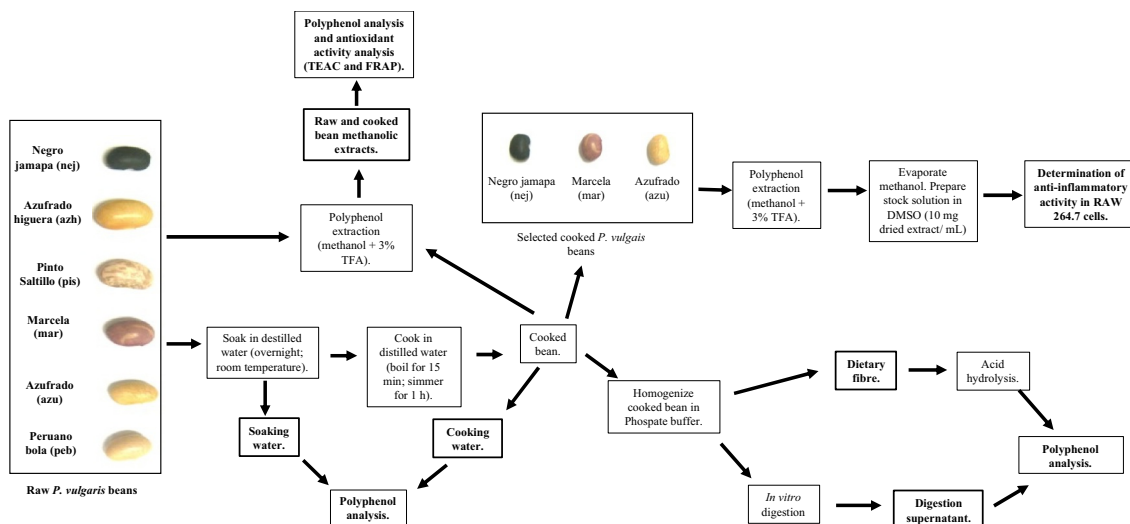 Polyphenol analysis
and antioxidant
activity analysis
(TEAC and FRAP).
Raw and cooked
bean methanolic
extracts.
Polyphenol
extraction
(methanol + 3%
TFA).
Negro
jamapa (nej)
Azufrado
higuera (azh)
Pinto
Saltillo (pis)
Marcela
(mar)
Azufrado
(azu)
Peruano
bola (peb)
Raw P. vulgaris beans
Soak in destilled
water (overnight;
room temperature).
Cook in
distilled water
(boil for 15
min; simmer
for 1 h).
Cooked
bean.
Soaking
water.
Cooking
water.
Polyphenol
analysis.
Negro jamapa
(nej)
Marcela
(mar)
Azufrado
(azu)
Selected cooked P. vulgais
beans
Polyphenol
extraction
(methanol +
3% TFA).
Evaporate
methanol. Prepare
stock solution in
DMSO (10 mg
dried extract/ mL)
Determination of
anti-inflammatory
activity in RAW
264.7 cells.
Homogenize
cooked bean in
Phospate buffer.
Dietary
fibre.
Acid
hydrolysis.
In vitro
digestion
Digestion
supernatant.
Polyphenol
analysis.